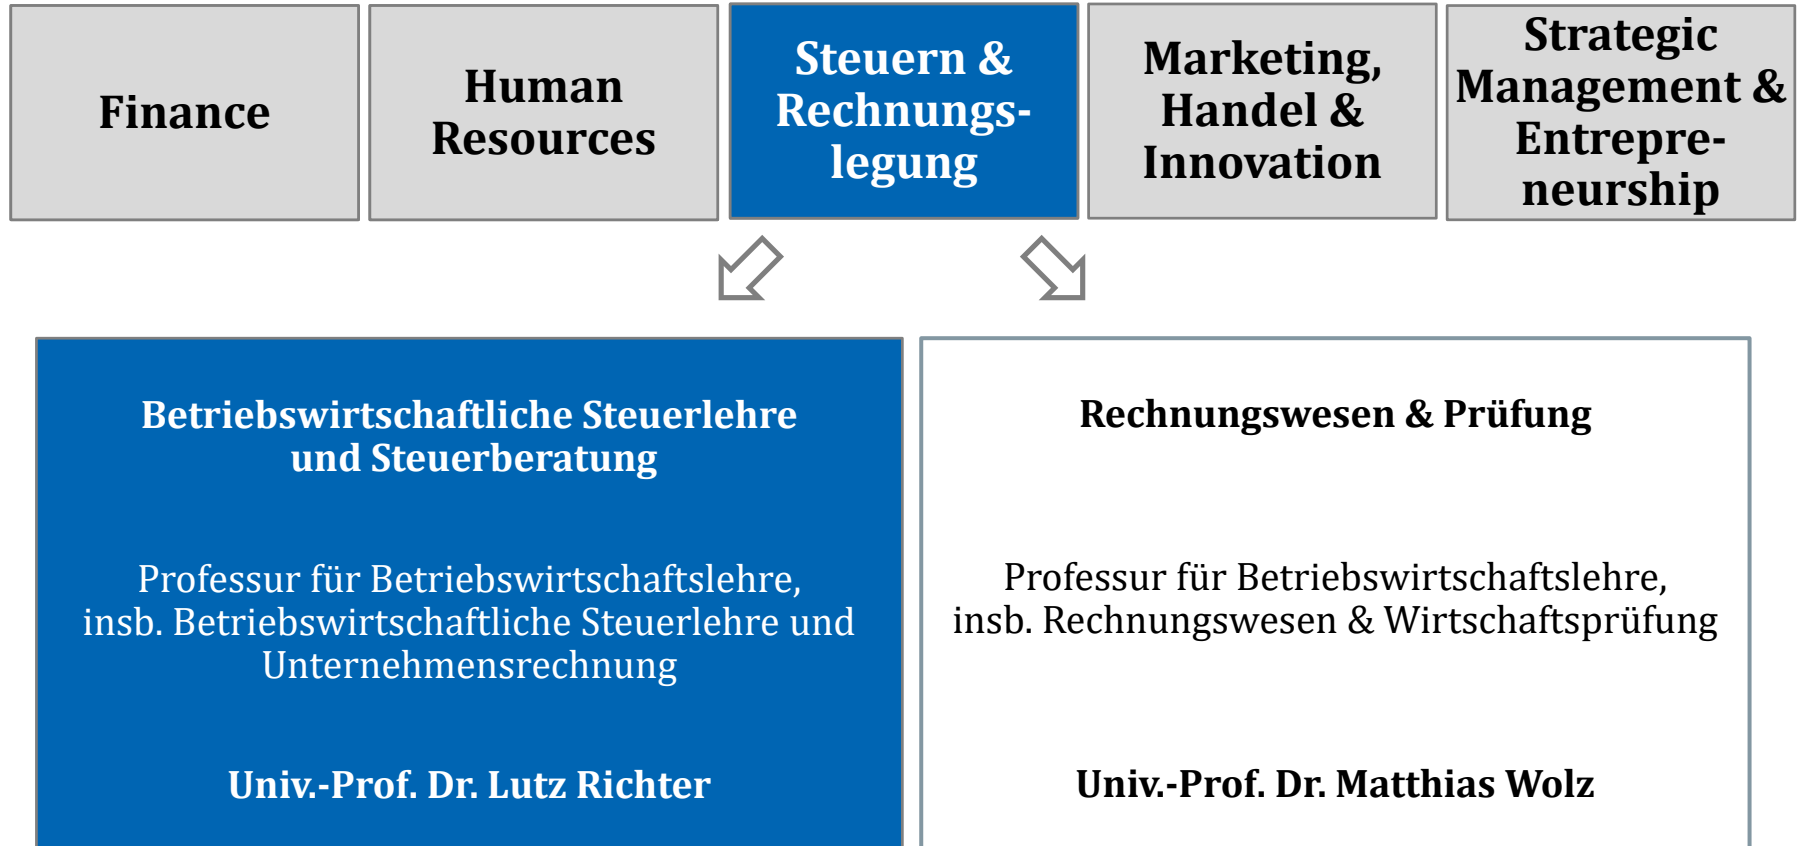 Finance
Human
Resources
Steuern &
Rechnungs-
legung
Marketing,
Handel &
Innovation
Strategic
Management &
Entrepre-
neurship
Betriebswirtschaftliche Steuerlehre
und Steuerberatung
Professur für Betriebswirtschaftslehre,
insb. Betriebswirtschaftliche Steuerlehre und
Unternehmensrechnung
Univ.-Prof. Dr. Lutz Richter
Rechnungswesen & Prüfung
Professur für Betriebswirtschaftslehre,
insb. Rechnungswesen & Wirtschaftsprüfung
Univ.-Prof. Dr. Matthias Wolz